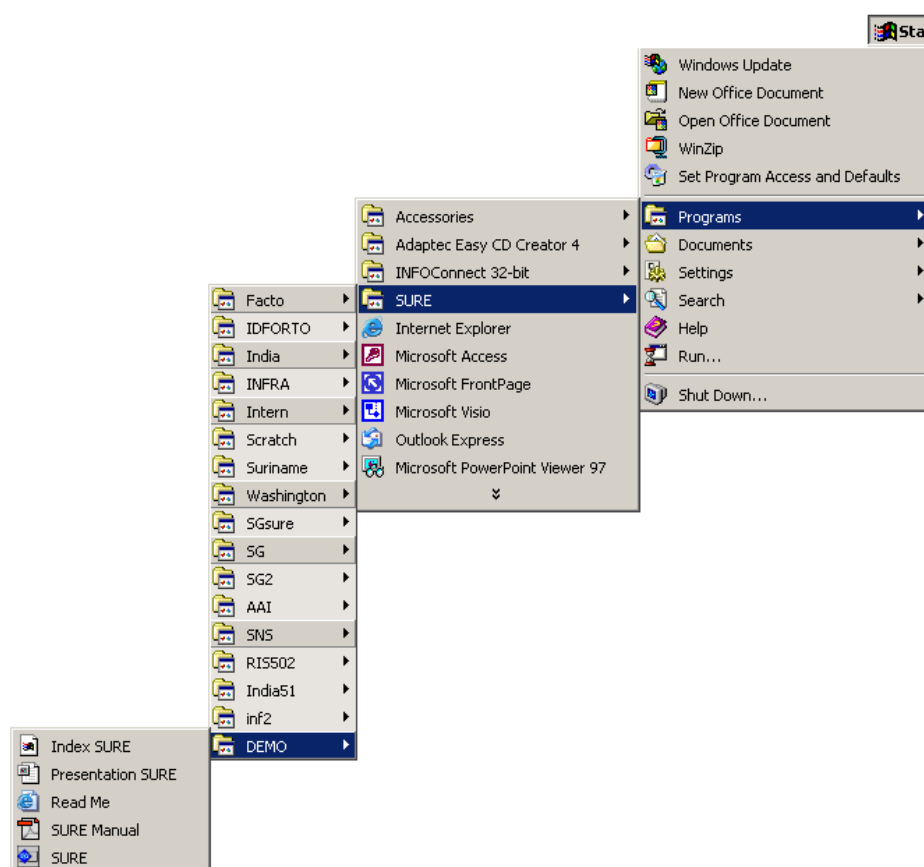 Sta
Windows Update
New Office Document
Open Office Document
WinZip
Set Program Access and Defaults
Programs
Documents
Settings
Search
Help
Run...
Shut Down...
Accessories
Adaptec Easy CD Creator 4
INFOConnect 32-bit
SURE
Internet Explorer
Microsoft Access
Microsoft FrontPage
Microsoft Visio
Outlook Express
Microsoft PowerPoint Viewer 97
Facto
IDFORTO
India
INFRA
Intern
Scratch
Suriname
Washington
SGsure
SG
SG2
AAI
SNS
RIS502
India51
inf2
DEMO
Index SURE
Presentation SURE
Read Me
SURE Manual
SURE